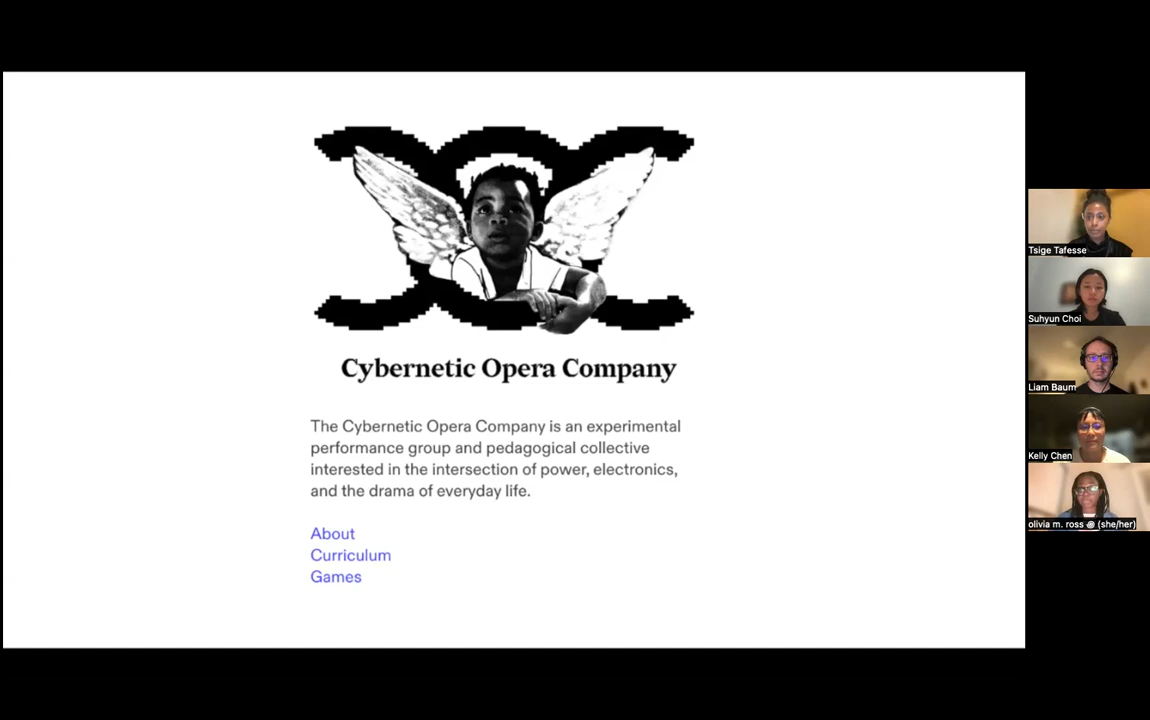 Cybernetic Opera Company
The Cybernetic Opera Company is an experimental
performance group and pedagogical collective
interested in the intersection of power, electronics,
and the drama of everyday life.
About
Curriculum
Games
Tsige Tafesse
Suhyun Choi
Liam Baum
Kelly Chen
olivia m. ross @ (she/her)